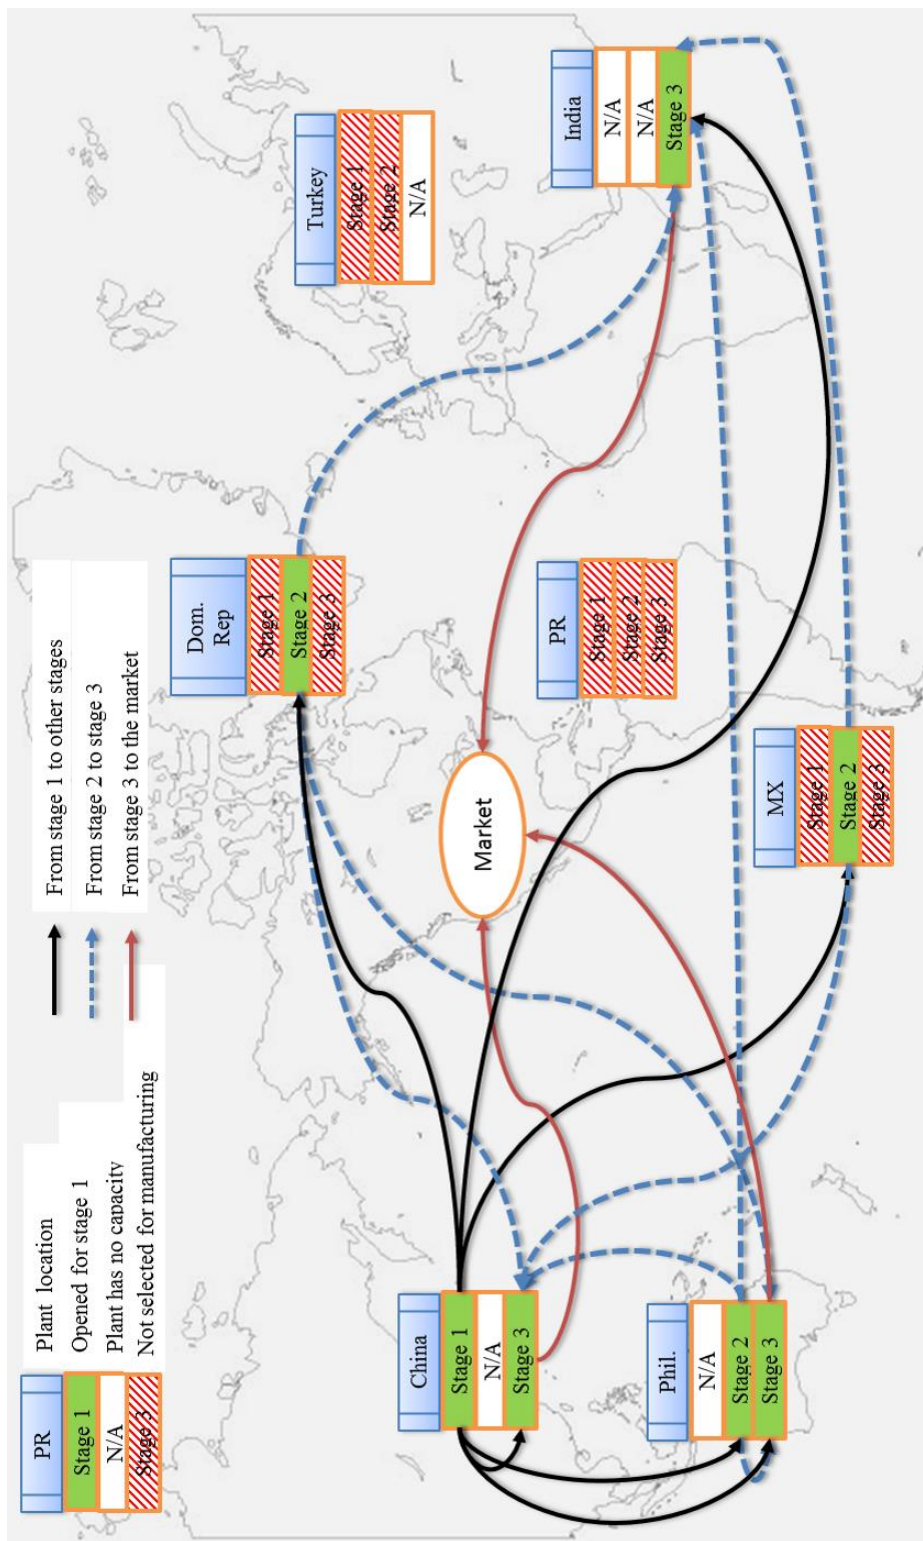 PR
Stage 1
N/A
Stage 3
Plant location
Opened for stage 1
Plant has no capacity
Not selected for manufacturing
From stage 1 to other stages
From stage 2 to stage 3
From stage 3 to the market
China
Stage 1
N/A
Stage 3
Phil.
N/A
Stage 2
Stage 3
Market
Dom.
Rep
Stage 1
Stage 2
Stage 3
PR
Stage 1
Stage 2
Stage 3
MX
Stage 1
Stage 2
Stage 3
Turkey
Stage 1
Stage 2
N/A
India
N/A
N/A
Stage 3